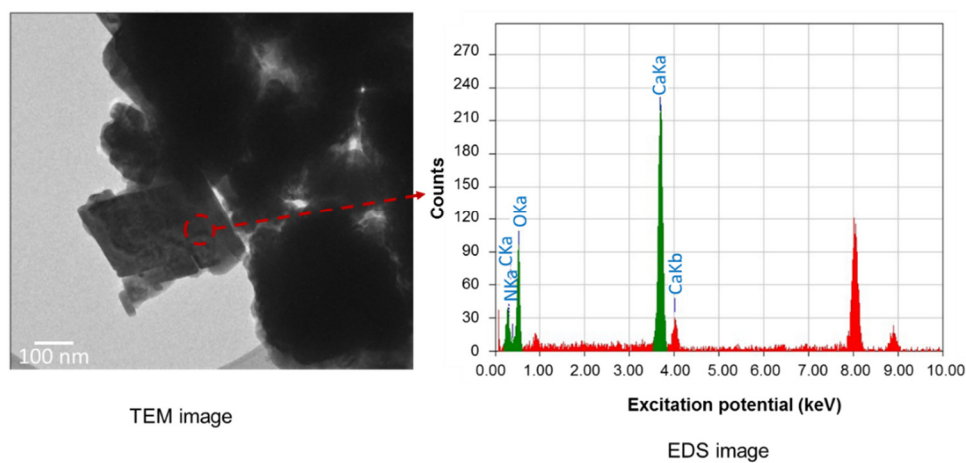 100 nm
TEM image
Counts
270
240
210
180
150
120
90
60
30
0
NKa
CKa
OKa
CaKa
CaKb
0.00 1.00 2.00 3.00 4.00 5.00 6.00 7.00 8.00 9.00 10.00
Excitation potential (keV)
EDS image